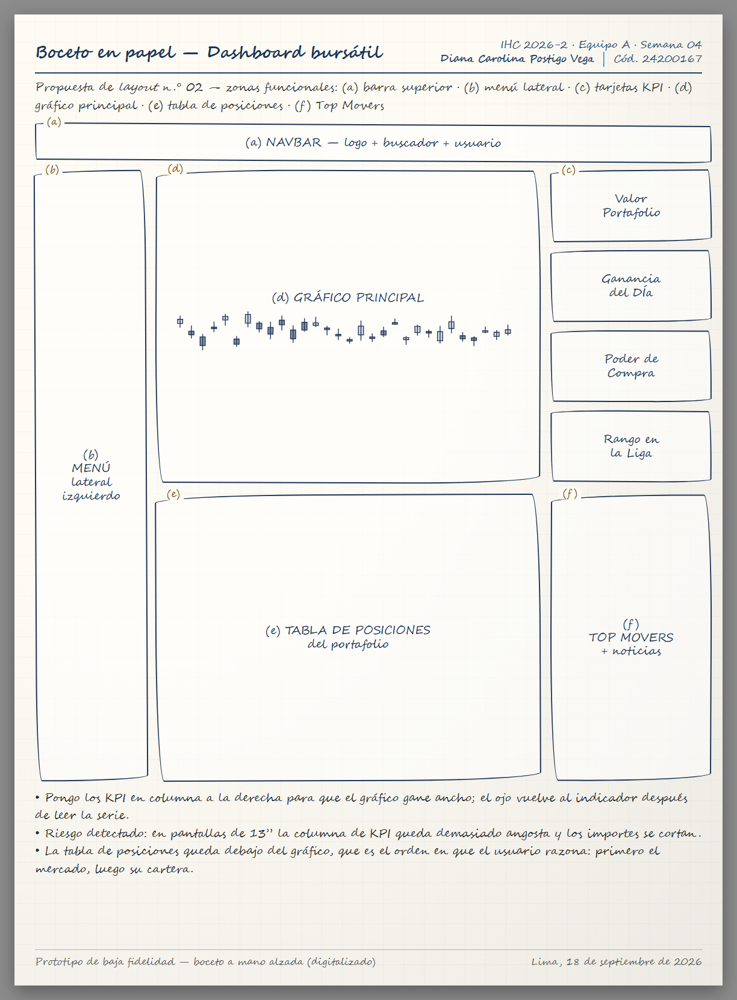 Boceto en papel — Dashboard bursátil
IHC 2026-2 · Equipo A · Semana 04
Diana Carolina Postigo Vega | Cód. 24200167
Propuesta de layout n.º 02 — zonas funcionales: (a) barra superior · (b) menú lateral · (c) tarjetas KPI · (d)
gráfico principal · (e) tabla de posiciones · (f) Top Movers
(a)
(a) NAVBAR — logo + buscador + usuario
(b)
(b)
MENÚ
lateral
izquierdo
(d)
(d) GRÁFICO PRINCIPAL
(c)
Valor
Portafolio
Ganancia
del Día
Poder de
Compra
Rango en
la Liga
(e)
(e) TABLA DE POSICIONES
del portafolio
(f)
(f)
TOP MOVERS
+ noticias
• Pongo los KPI en columna a la derecha para que el gráfico gane ancho; el ojo vuelve al indicador después
de leer la serie.
• Riesgo detectado: en pantallas de 13” la columna de KPI queda demasiado angosta y los importes se cortan.
• La tabla de posiciones queda debajo del gráfico, que es el orden en que el usuario razona: primero el
mercado, luego su cartera.
Prototipo de baja fidelidad — boceto a mano alzada (digitalizado)
Lima, 18 de septiembre de 2026